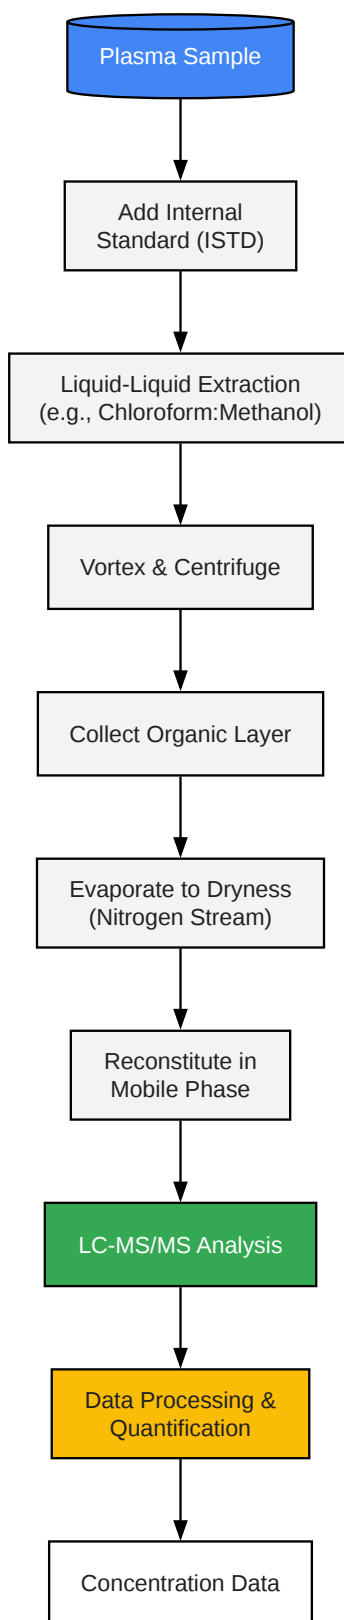 Plasma Sample
Add Internal
Standard (ISTD)
Liquid-Liquid Extraction
(e.g., Chloroform:Methanol)
Vortex & Centrifuge
Collect Organic Layer
Evaporate to Dryness
(Nitrogen Stream)
Reconstitute in
Mobile Phase
LC-MS/MS Analysis
Data Processing &
Quantification
Concentration Data